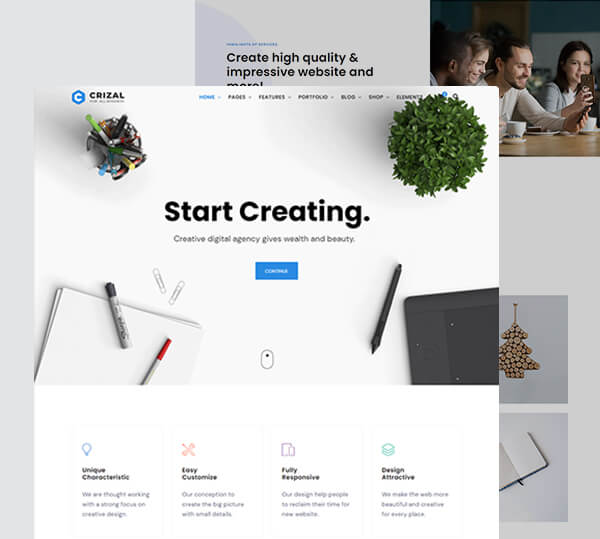 HIGHLIGHTS OF SERVICES
Create high quality &
impressive website and
more!
CRIZAL
FOR ALL BUSINESS
HOME PAGES FEATURES PORTFOLIO BLOG SHOP ELEMENTS
Start Creating.
Creative digital agency gives wealth and beauty.
CONTINUE
Unique
Characteristic
We are thought working
with a strong focus on
creative design.
Easy
Customize
Our conception to
create the big picture
with small details.
Fully
Responsive
Our design help people
to reclaim their time for
new website.
Design
Attractive
We make the web more
beautiful and creative
for every place.